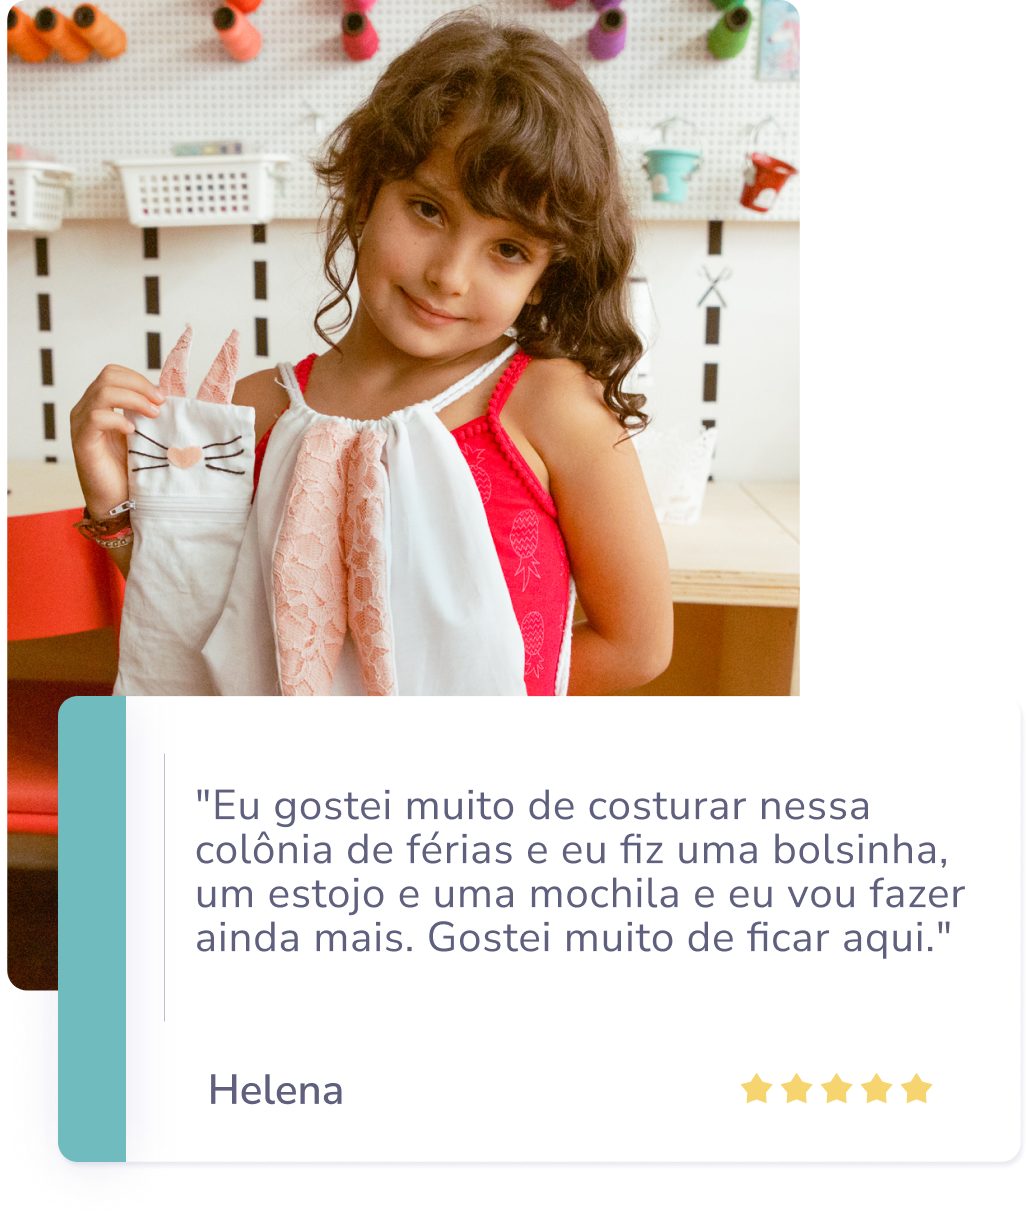 "Eu gostei muito de costurar nessa
colônia de férias e eu fiz uma bolsinha,
um estojo e uma mochila e eu vou fazer
ainda mais. Gostei muito de ficar aqui."
Helena